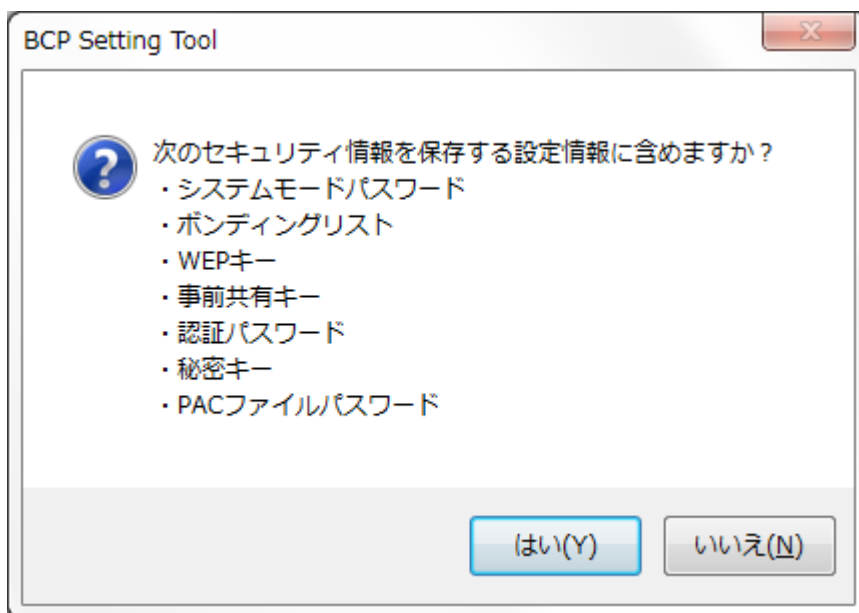 BCP Setting Tool
次のセキュリティ情報を保存する設定情報に含めますか？
・システムモードパスワード
・ボンディングリスト
・WEPキー
・事前共有キー
・認証パスワード
・秘密キー
・PACファイルパスワード
はい(Y)
いいえ(N)